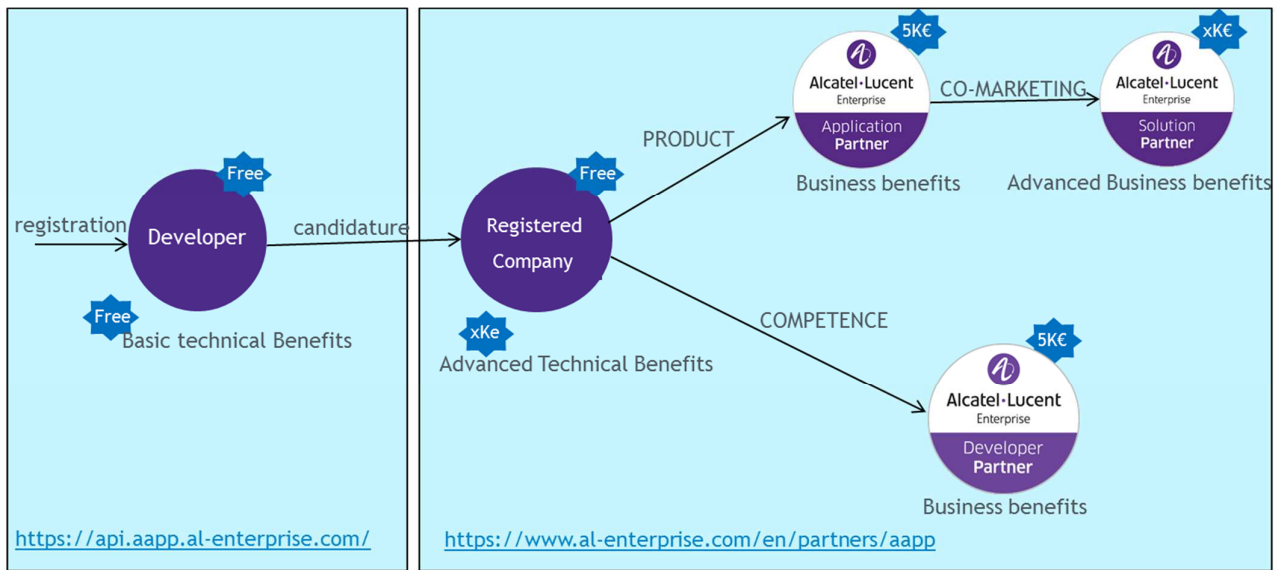 registration
Developer
Free
Free
Basic technical Benefits
https://api.aapp.al-enterprise.com/
candidature
Registered
Company
Free
xKe
Advanced Technical Benefits
PRODUCT
5K€
Alcatel•Lucent
Enterprise
Application
Partner
Business benefits
CO-MARKETING
xK€
Alcatel•Lucent
Enterprise
Solution
Partner
Advanced Business benefits
COMPETENCE
5K€
Alcatel•Lucent
Enterprise
Developer
Partner
Business benefits
https://www.al-enterprise.com/en/partners/aapp